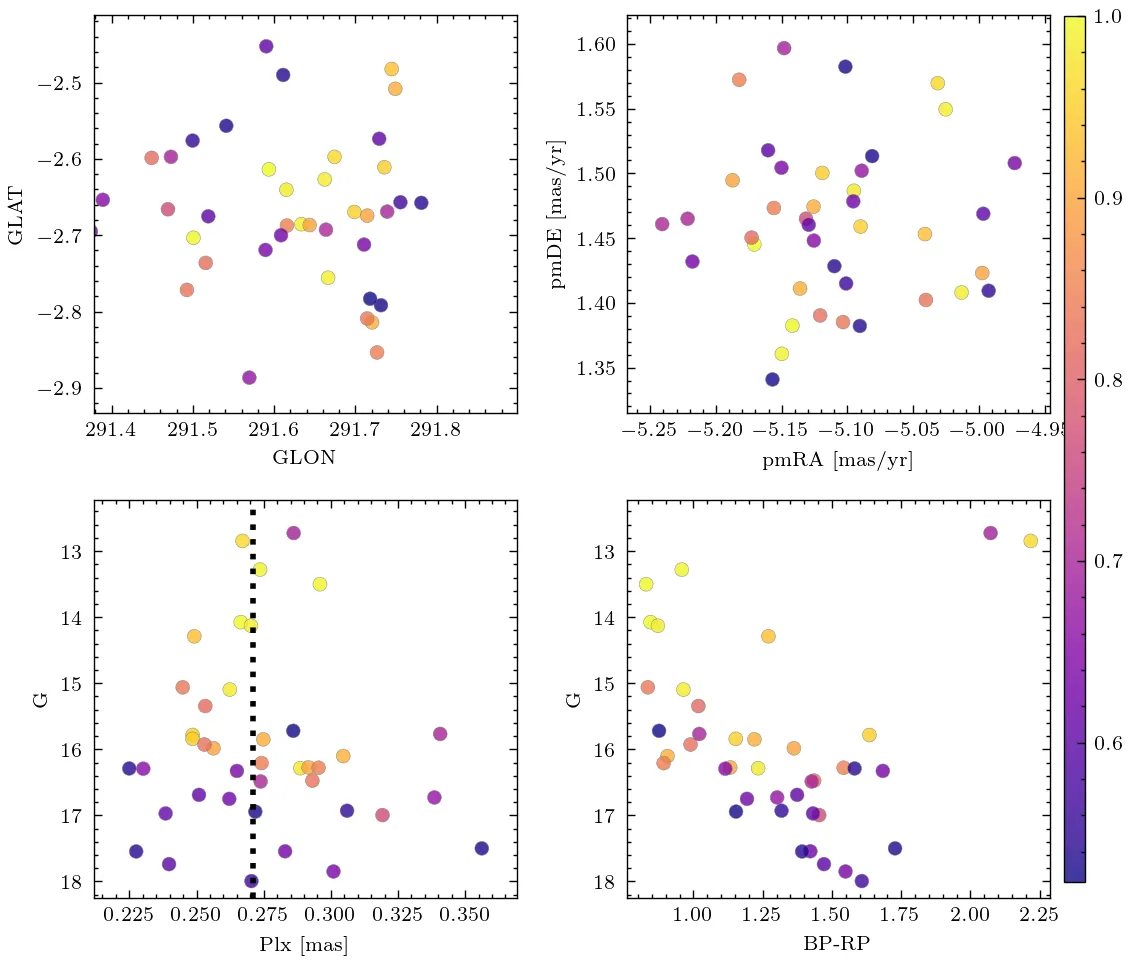 GLAT
−2.5
−2.6
−2.7
−2.8
−2.9
291.4 291.5 291.6 291.7 291.8
GLON
pmDE [mas/yr]
1.60
1.55
1.50
1.45
1.40
1.35
−5.25 −5.20 −5.15 −5.10 −5.05 −5.00 −4.95
pmRA [mas/yr]
G
13
14
15
16
17
18
0.225 0.250 0.275 0.300 0.325 0.350
Plx [mas]
G
13
14
15
16
17
18
1.00 1.25 1.50 1.75 2.00 2.25
BP-RP
1.0
0.9
0.8
0.7
0.6